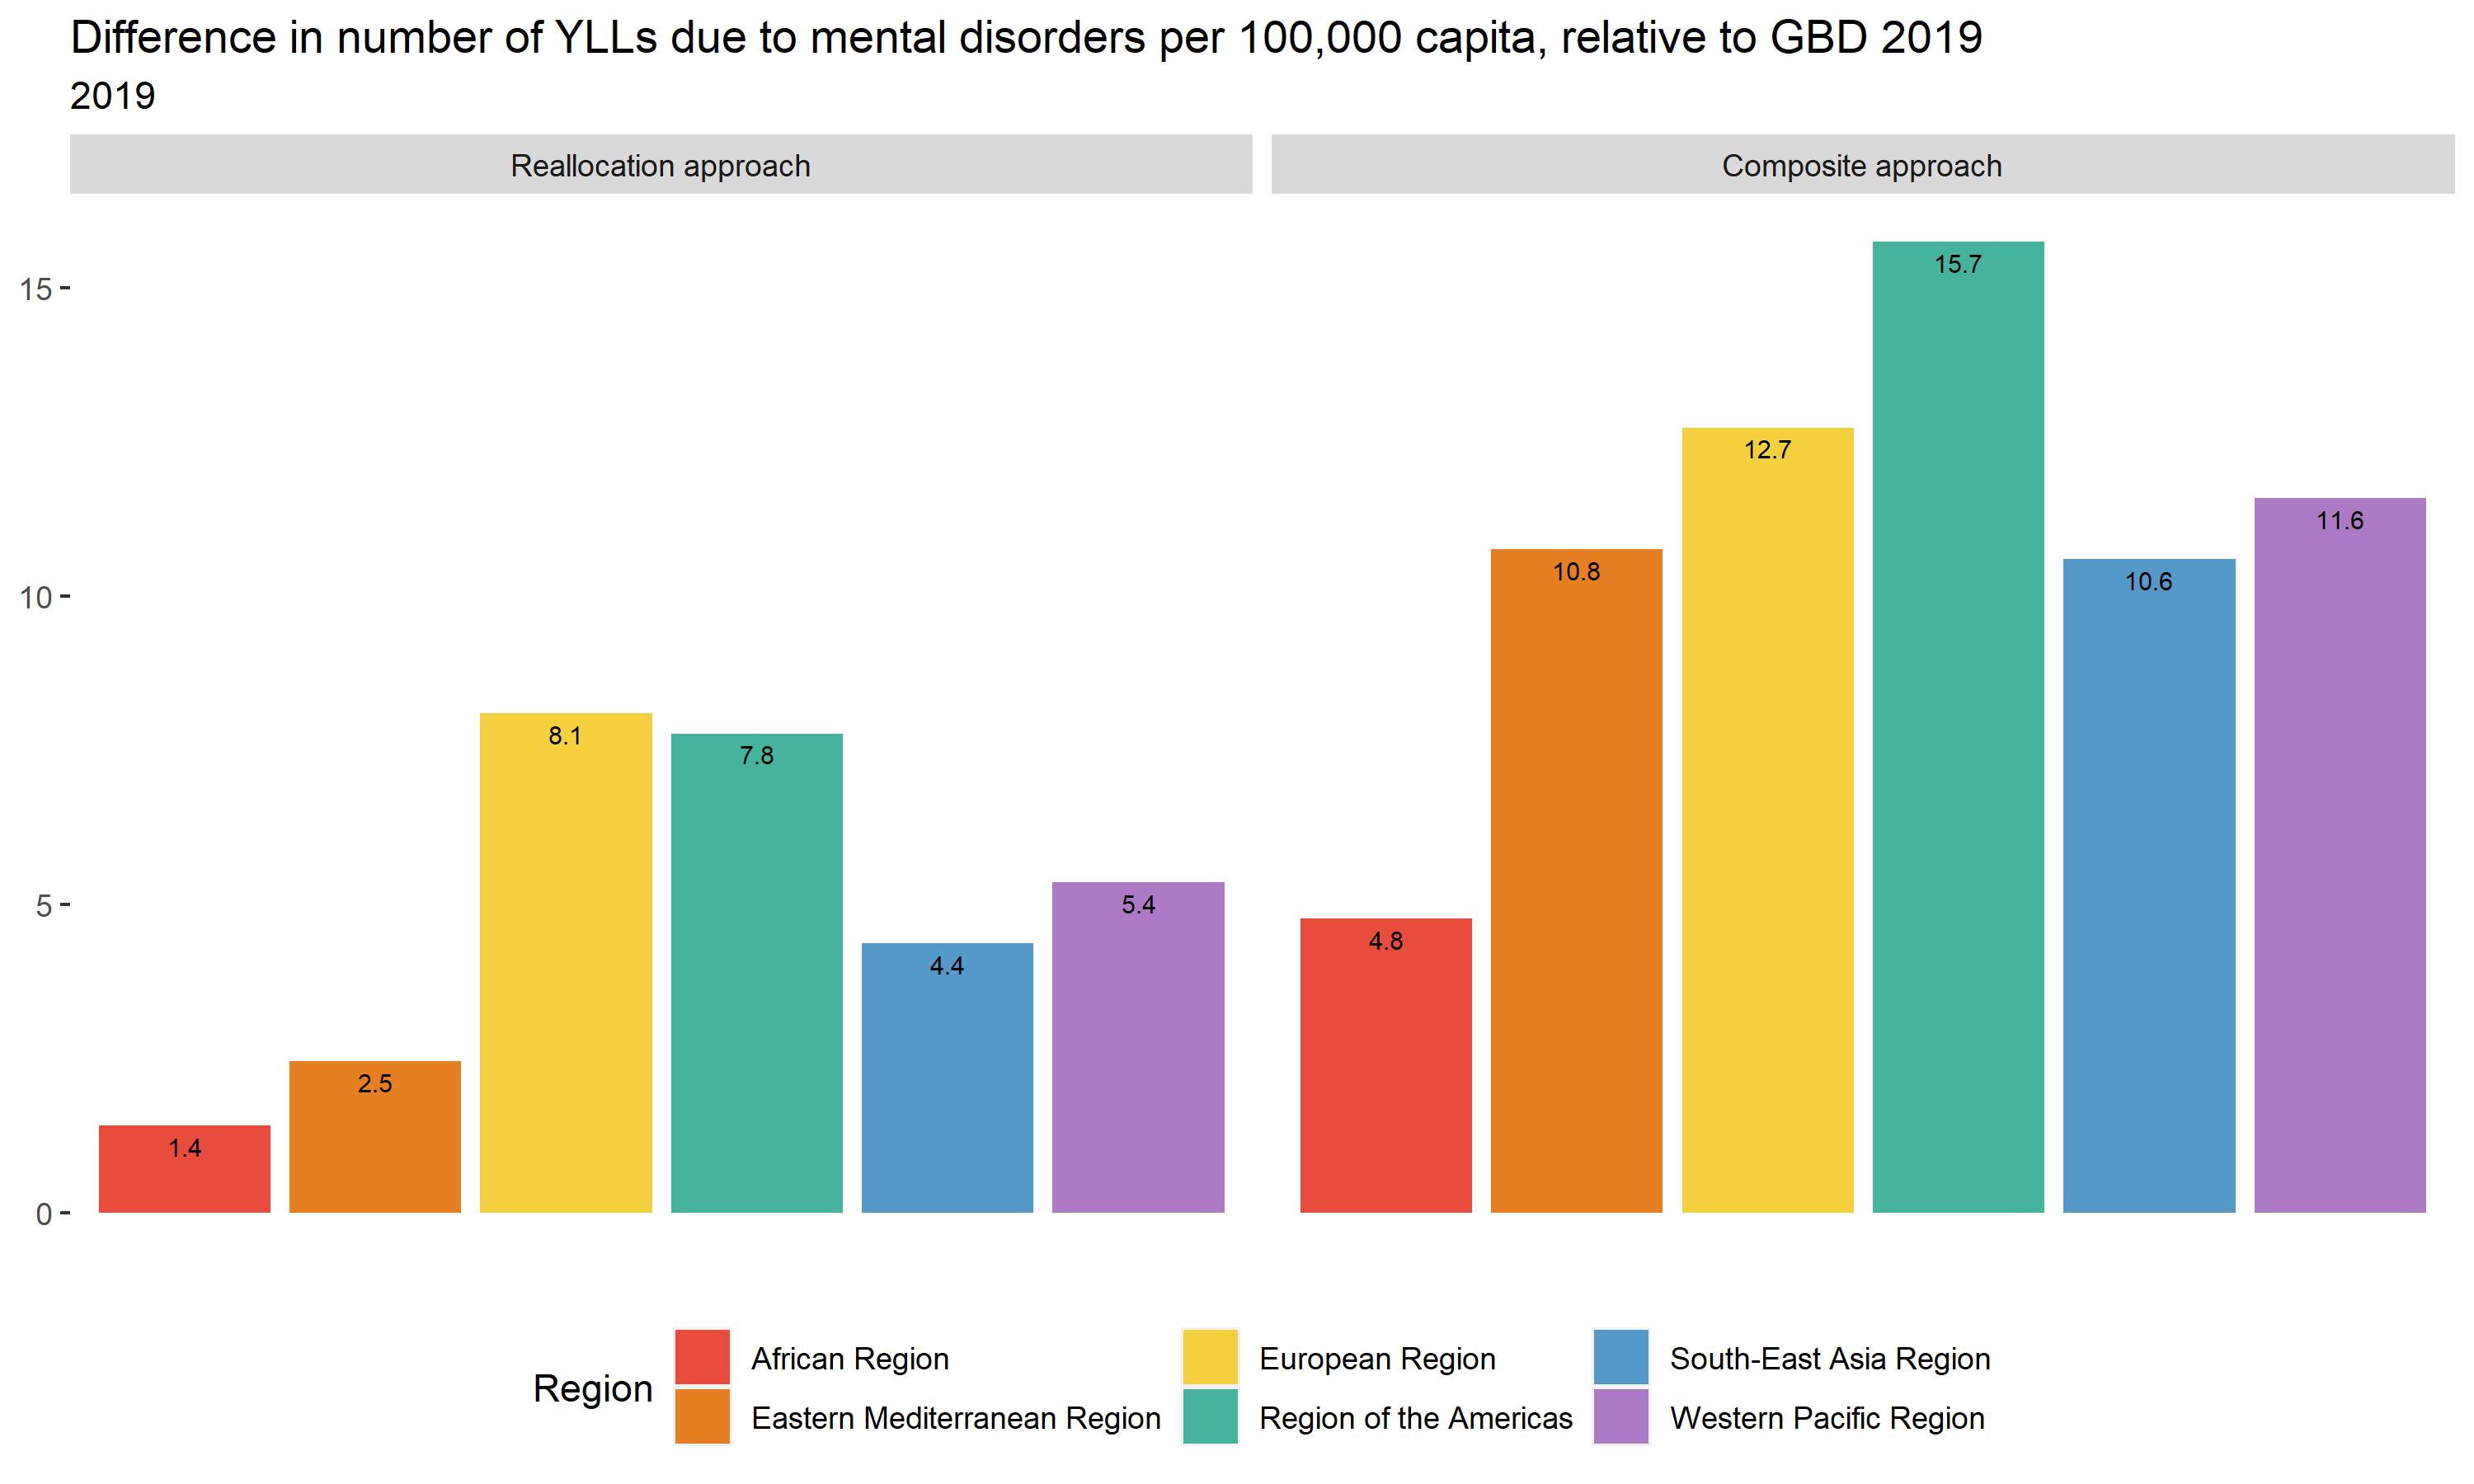 Difference in number of YLLs due to mental disorders per 100,000 capita, relative to GBD 2019
2019
Reallocation approach
Composite approach
15
10
5
0
1.4
2.5
8.1
7.8
4.4
5.4
4.8
10.8
12.7
15.7
10.6
11.6
Region
African Region
Eastern Mediterranean Region
European Region
Region of the Americas
South-East Asia Region
Western Pacific Region